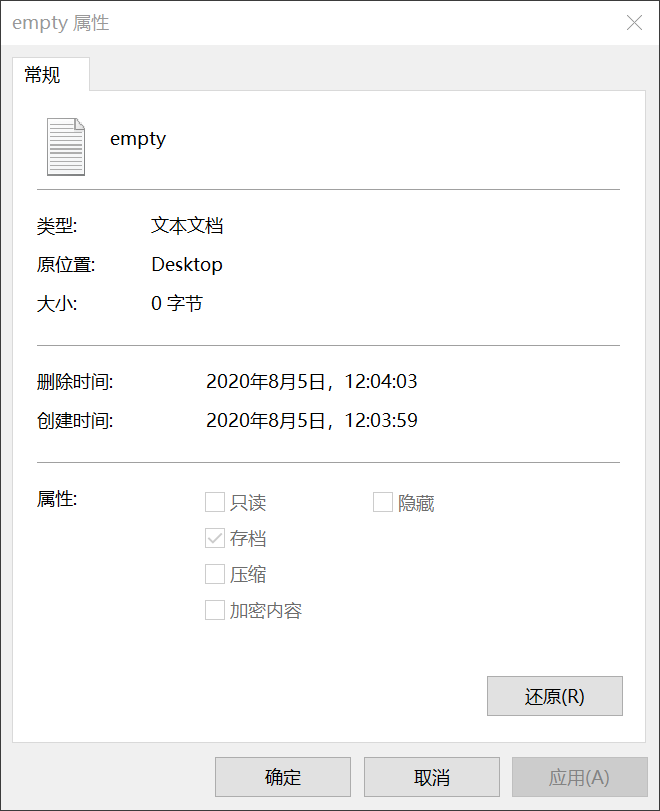 empty 属性
常规
empty
类型: 文本文档
原位置: Desktop
大小: 0 字节
删除时间: 2020年8月5日，12:04:03
创建时间: 2020年8月5日，12:03:59
属性: 只读 隐藏
存档
压缩
加密内容
还原(R)
确定 取消 应用(A)